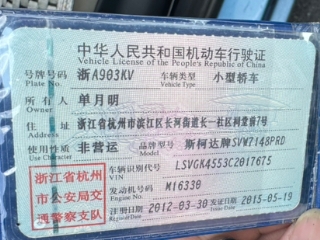 中华人民共和国机动车行驶证
Vehicle License of the People's Republic of China
号牌号码 浙A903KV 车辆类型 小型轿车
Plate No. Vehicle Type
所有人 单月明
Owner
住址 浙江省杭州市滨江区长河街道长一社区祠堂前7号
Address
使用性质 非营运 品牌型号 斯柯达牌SVW7148PRD
Use Character Model
浙江省杭州
市公安局交
通警察支队
车辆识别代号 LSVGK4553C2017675
VIN
发动机号码 M16330
Engine No.
注册日期 2012-03-30 发证日期 2015-05-19
Register Date Issue Date